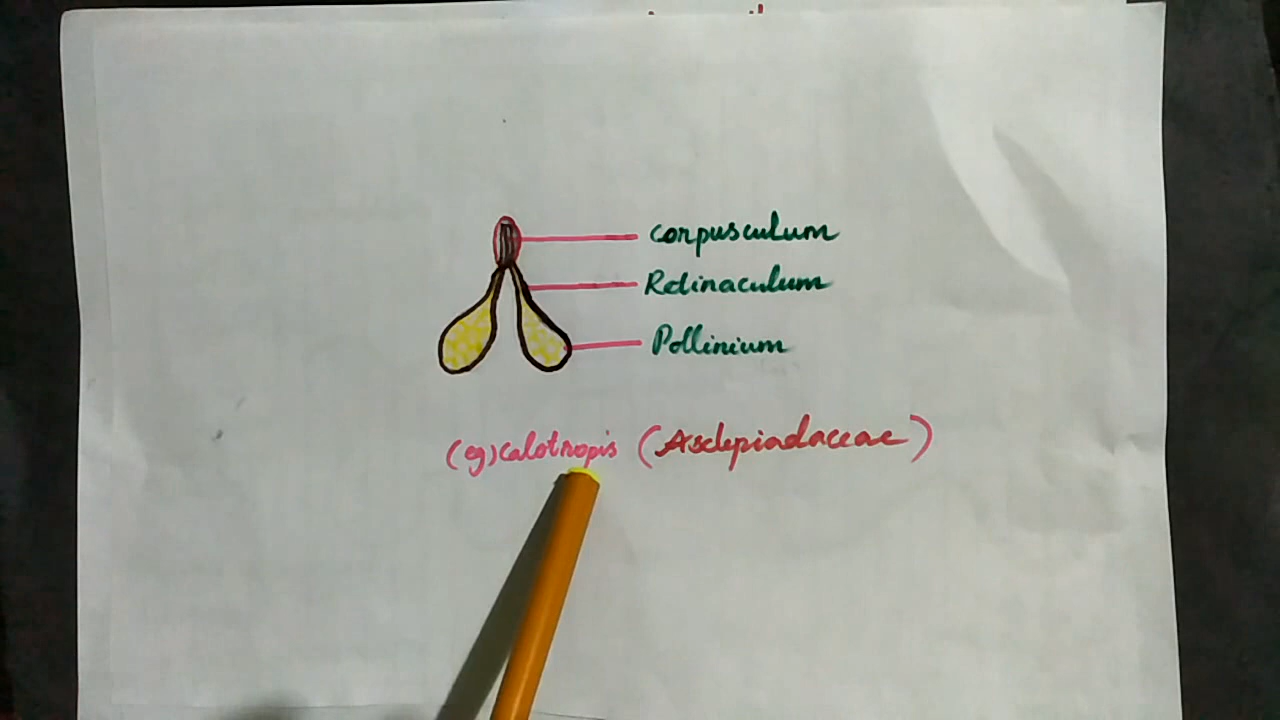 corpusculum
Retinaculum
Pollinium
(eg) calotropis (Asclepiadaceae)